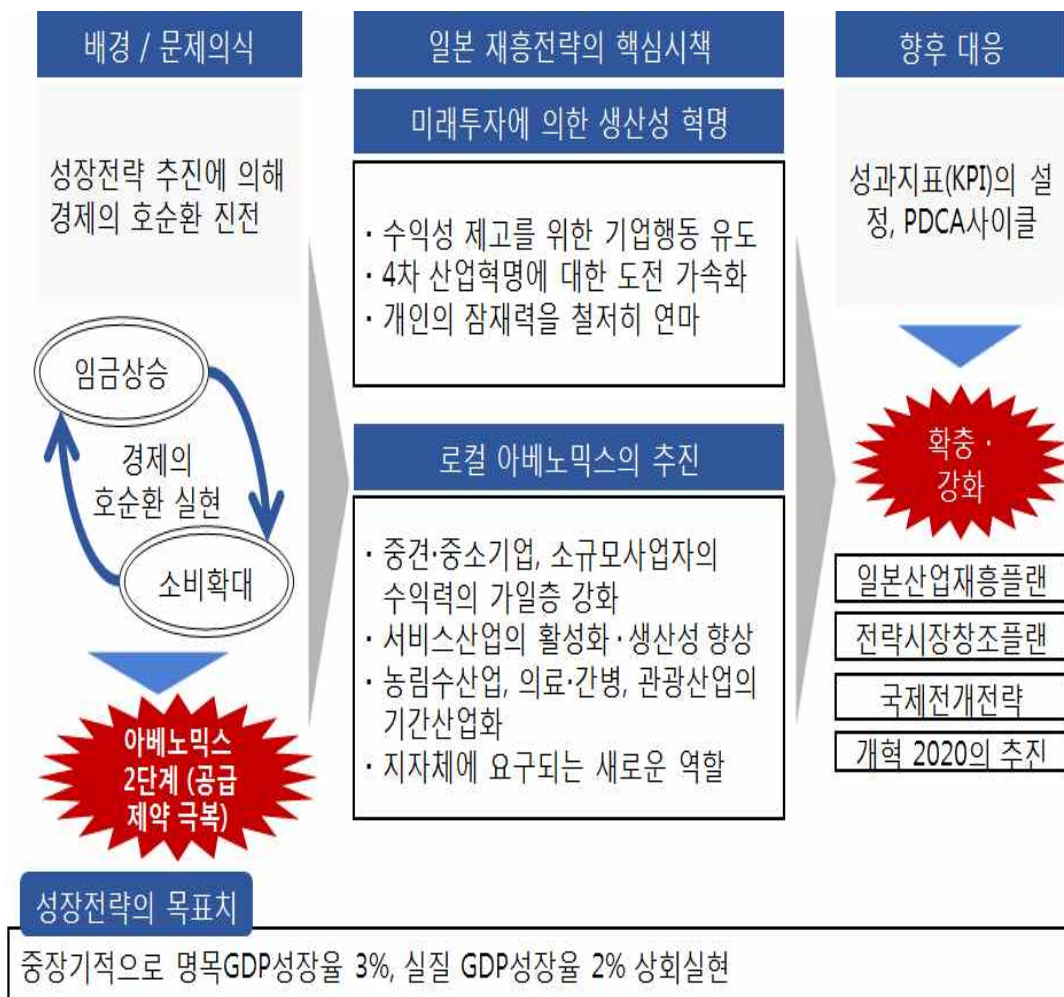 배경 / 문제의식
성장전략 추진에 의해
경제의 호순환 진전
임금상승
경제의
호순환 실현
소비확대
아베노믹스
2단계 (공급
제약 극복)
일본 재흥전략의 핵심시책
미래투자에 의한 생산성 혁명
· 수익성 제고를 위한 기업행동 유도
· 4차 산업혁명에 대한 도전 가속화
· 개인의 잠재력을 철저히 연마
로컬 아베노믹스의 추진
· 중견·중소기업, 소규모사업자의
수익력의 가일층 강화
· 서비스산업의 활성화·생산성 향상
· 농림수산업, 의료·간병, 관광산업의
기간산업화
· 지자체에 요구되는 새로운 역할
향후 대응
성과지표(KPI)의 설
정, PDCA사이클
확충·
강화
일본산업재흥플랜
전략시장창조플랜
국제전개전략
개혁 2020의 추진
성장전략의 목표치
중장기적으로 명목GDP성장율 3%, 실질 GDP성장율 2% 상회실현